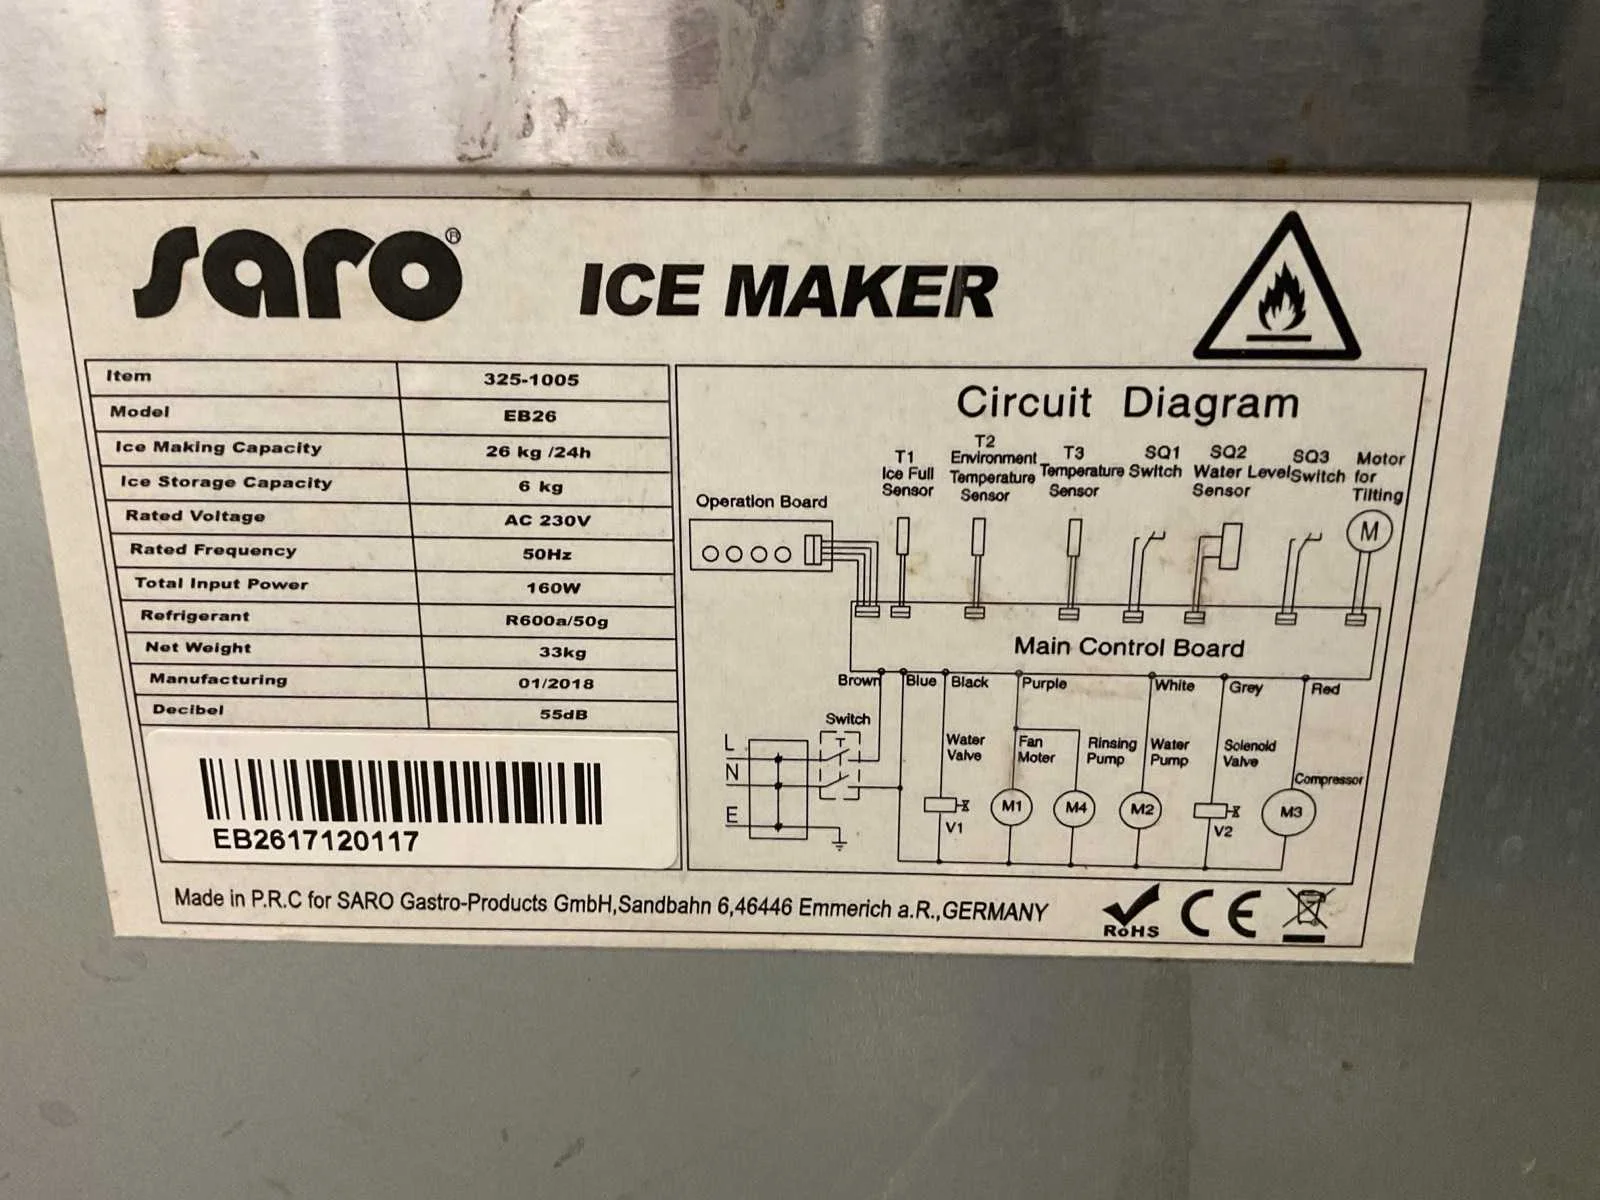 saro®
ICE MAKER
Item 325-1005
Model EB26
Ice Making Capacity 26 kg /24h
Ice Storage Capacity 6 kg
Rated Voltage AC 230V
Rated Frequency 50Hz
Total Input Power 160W
Refrigerant R600a/50g
Net Weight 33kg
Manufacturing 01/2018
Decibel 55dB
EB2617120117
Circuit Diagram
Operation Board
T1
Ice Full
Sensor
T2
Environment
Temperature
Sensor
T3
Temperature
Sensor
SQ1
Switch
SQ2
Water Level
Sensor
SQ3
Switch
Motor
for
Tilting
M
Main Control Board
Brown Blue Black Purple White Grey Red
Switch
L
N
E
Water
Valve
V1
Fan
Motor
M1
Rinsing
Pump
M4
Water
Pump
M2
Solenoid
Valve
V2
Compressor
M3
Made in P.R.C for SARO Gastro-Products GmbH,Sandbahn 6,46446 Emmerich a.R.,GERMANY
RoHS
CE